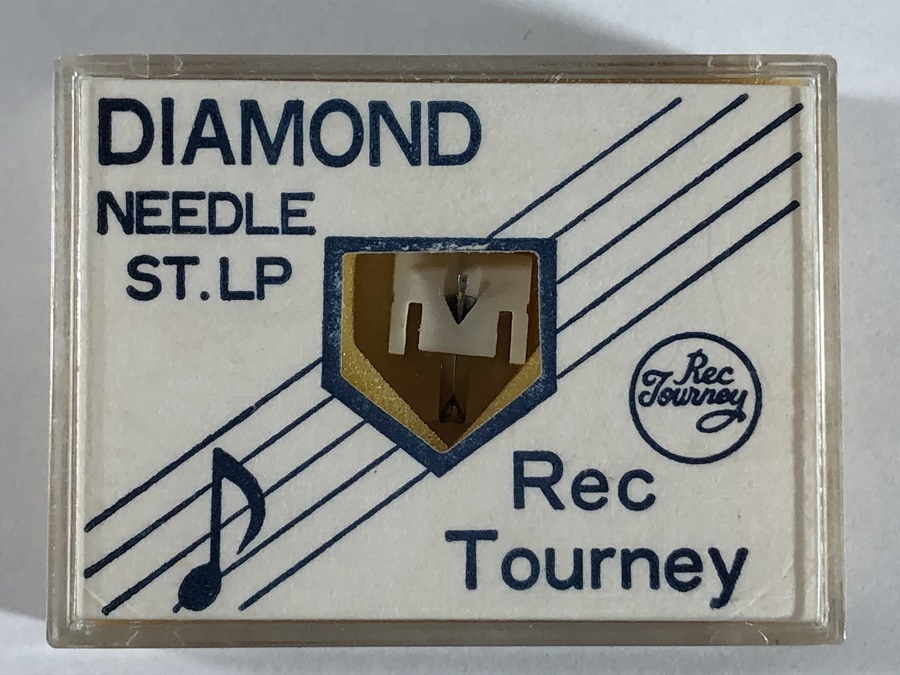 DIAMOND
NEEDLE
ST.LP
Rec
Tourney
Rec
Tourney